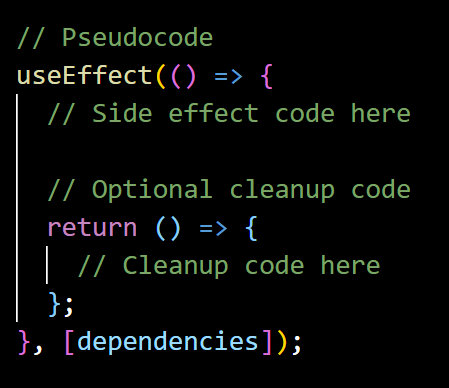 // Pseudocode
useEffect(() => {
  // Side effect code here

  // Optional cleanup code
  return () => {
    // Cleanup code here
  };
}, [dependencies]);